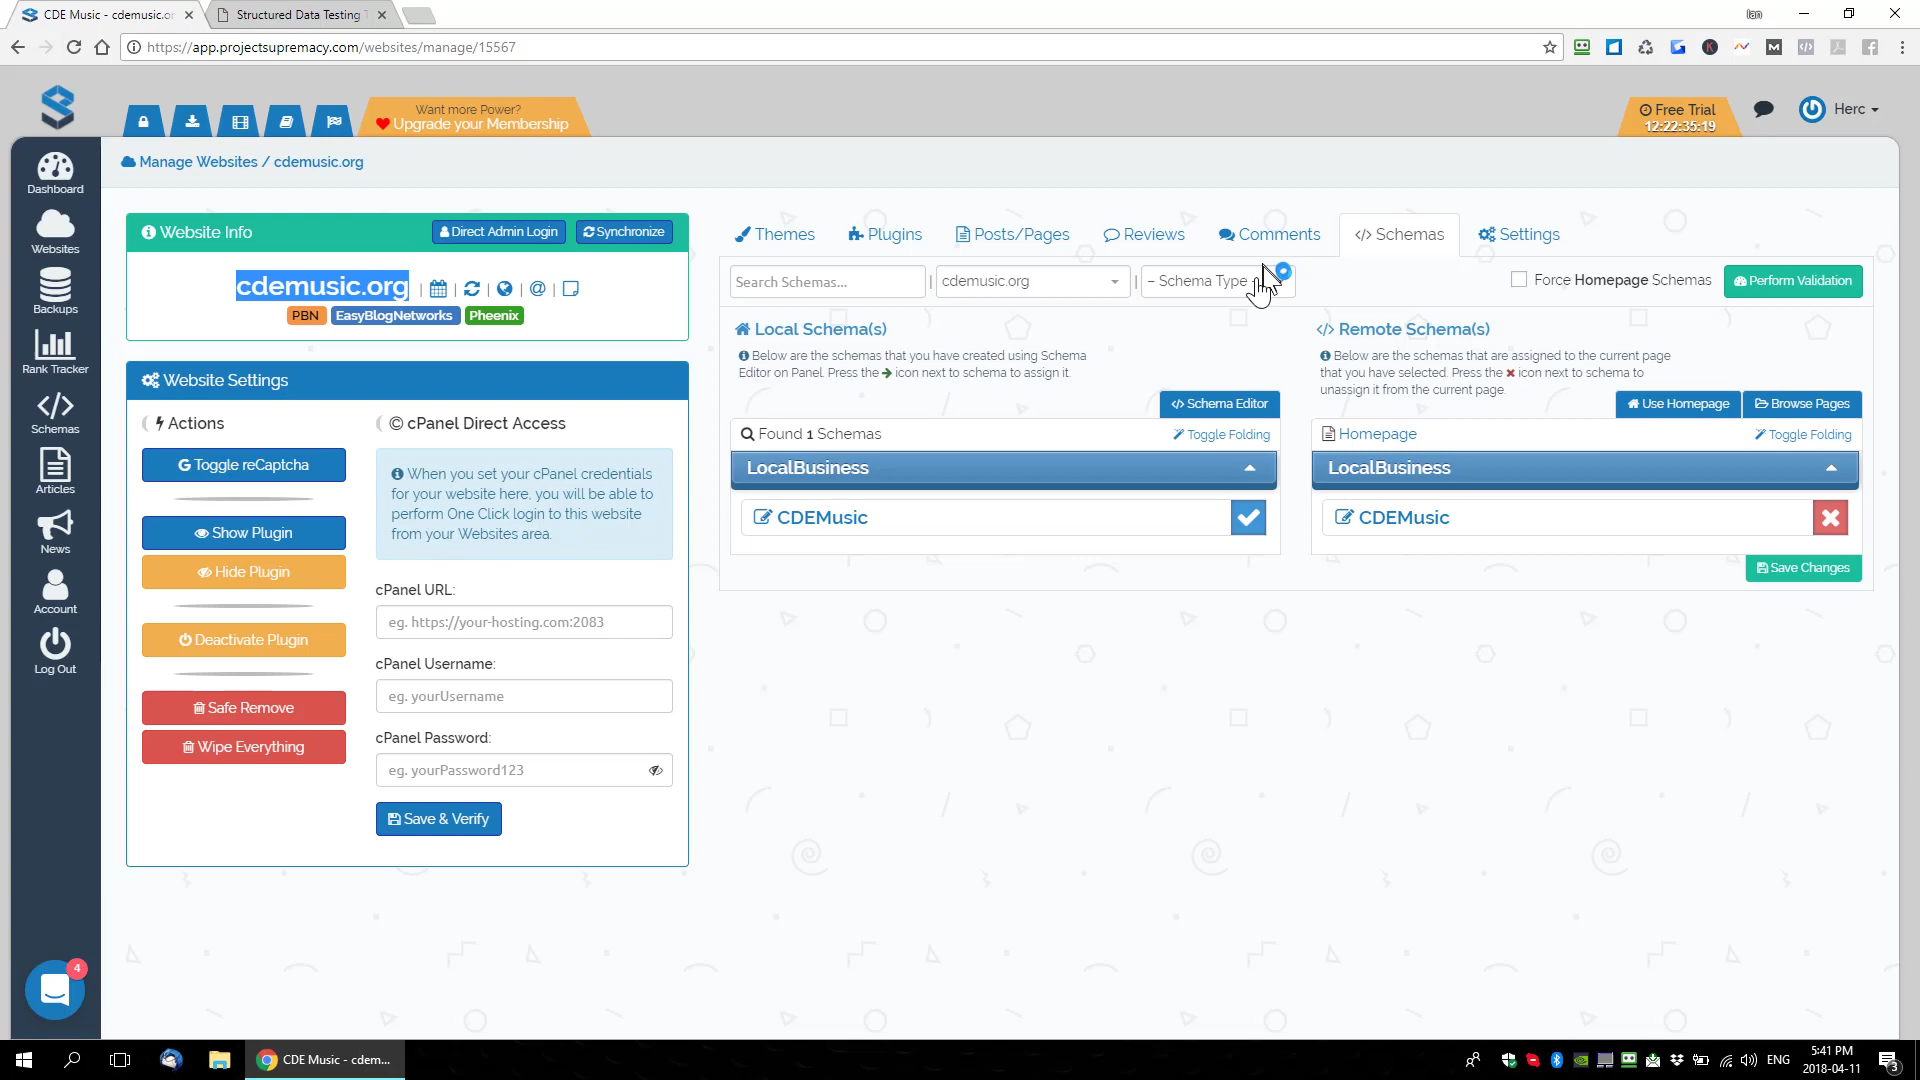 CDE Music - cdemusic.or
Structured Data Testing T
Ian
https://app.projectsupremacy.com/websites/manage/15567
Want more Power?
Upgrade your Membership
Free Trial
12:22:35:19
Herc
Manage Websites / cdemusic.org
Dashboard
Websites
Backups
Rank Tracker
Schemas
Articles
News
Account
Log Out
4
Website Info
Direct Admin Login
Synchronize
cdemusic.org | | | | |
PBN EasyBlogNetworks Pheenix
Website Settings
Actions
Toggle reCaptcha
Show Plugin
Hide Plugin
Deactivate Plugin
Safe Remove
Wipe Everything
cPanel Direct Access
When you set your cPanel credentials
for your website here, you will be able to
perform One Click login to this website
from your Websites area.
cPanel URL:
eg. https://your-hosting.com:2083
cPanel Username:
eg. yourUsername
cPanel Password:
eg. yourPassword123
Save & Verify
Themes Plugins Posts/Pages Reviews Comments </> Schemas Settings
Search Schemas... | cdemusic.org | – Schema Type
Force Homepage Schemas
Perform Validation
Local Schema(s)
Below are the schemas that you have created using Schema
Editor on Panel. Press the → icon next to schema to assign it.
</> Schema Editor
Found 1 Schemas
Toggle Folding
LocalBusiness
CDEMusic
</> Remote Schema(s)
Below are the schemas that are assigned to the current page
that you have selected. Press the ✖ icon next to schema to
unassign it from the current page.
Use Homepage
Browse Pages
Homepage
Toggle Folding
LocalBusiness
CDEMusic
Save Changes
CDE Music - cdem...
ENG
5:41 PM
2018-04-11
3